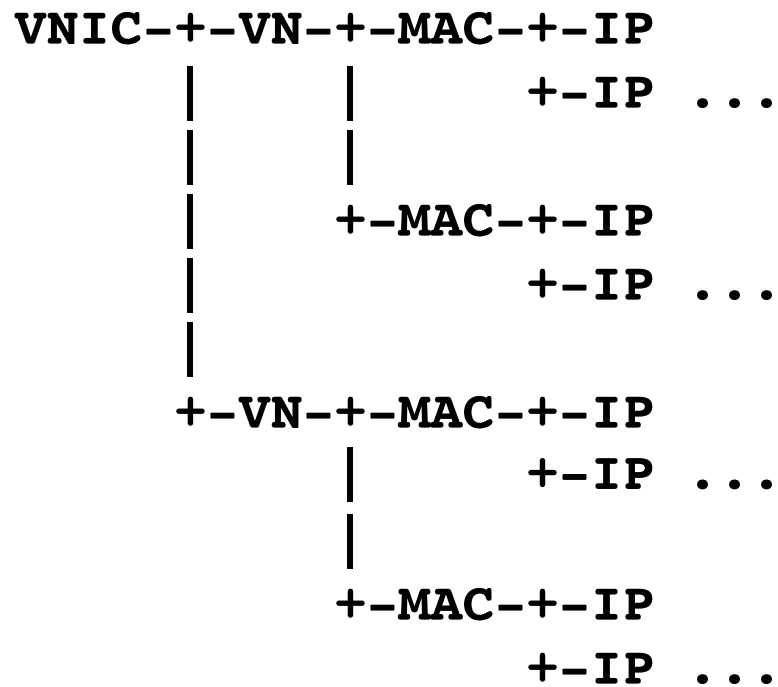 VNIC-+-VN-+-MAC-+-IP
     |    |     +-IP ...
     |    |
     |    +-MAC-+-IP
     |          +-IP ...
     |
     +-VN-+-MAC-+-IP
          |     +-IP ...
          |
          +-MAC-+-IP
                +-IP ...